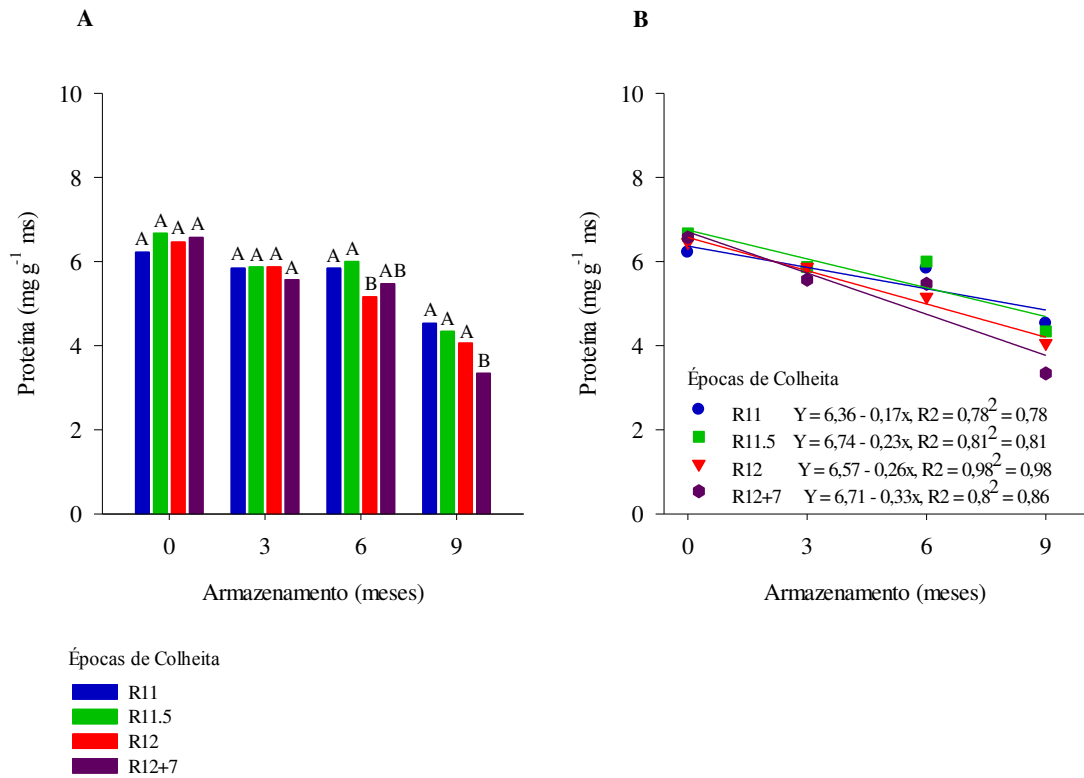 A
10
8
6
4
2
0
Proteína (mg g⁻¹ ms)
A A A A
A A A A
A A B AB
A A A B
0 3 6 9
Armazenamento (meses)
Épocas de Colheita
R11
R11.5
R12
R12+7
B
10
8
6
4
2
0
Proteína (mg g⁻¹ ms)
Épocas de Colheita
R11 Y = 6,36 - 0,17x, R2 = 0,78² = 0,78
R11.5 Y = 6,74 - 0,23x, R2 = 0,81² = 0,81
R12 Y = 6,57 - 0,26x, R2 = 0,98² = 0,98
R12+7 Y = 6,71 - 0,33x, R2 = 0,8² = 0,86
0 3 6 9
Armazenamento (meses)